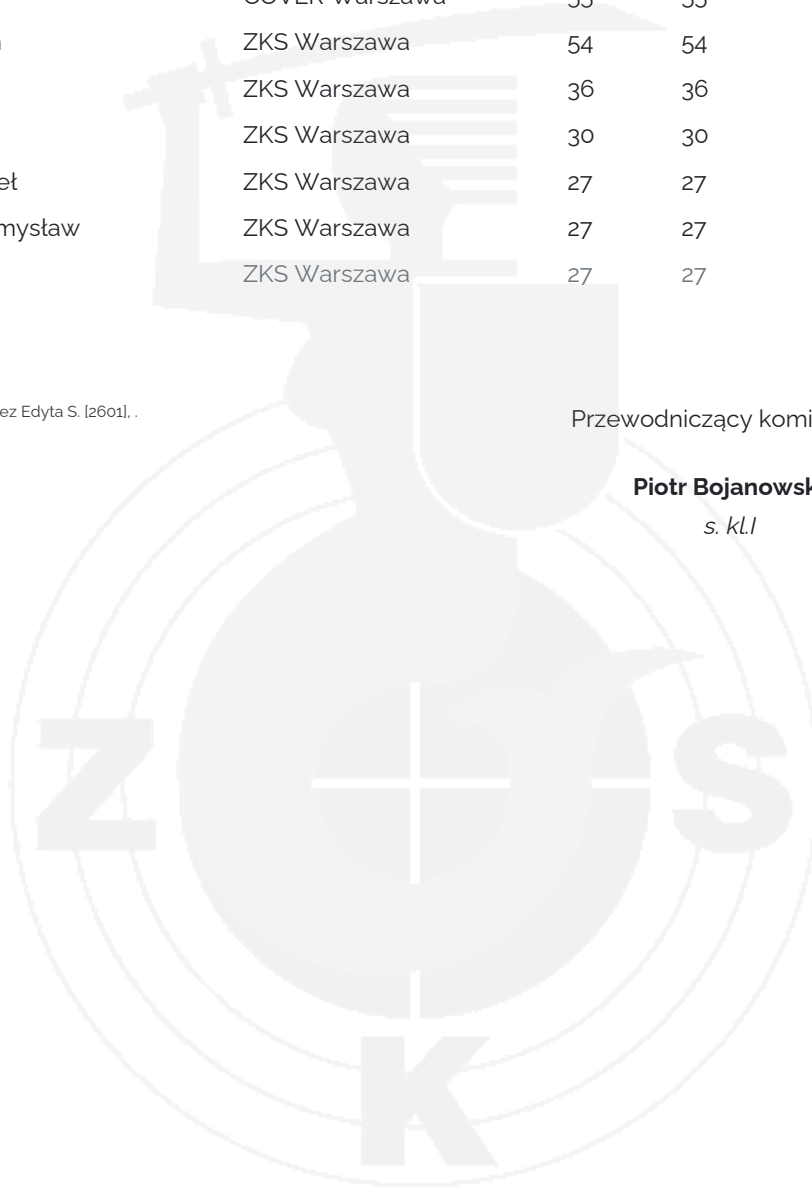 ZKS Warszawa 54 54
ZKS Warszawa 36 36
ZKS Warszawa 30 30
eł ZKS Warszawa 27 27
mysław ZKS Warszawa 27 27
ZKS Warszawa 27 27
ez Edyta S. [2601], .
Przewodniczący komi
Piotr Bojanowsk
s. kl.I
Z S
K